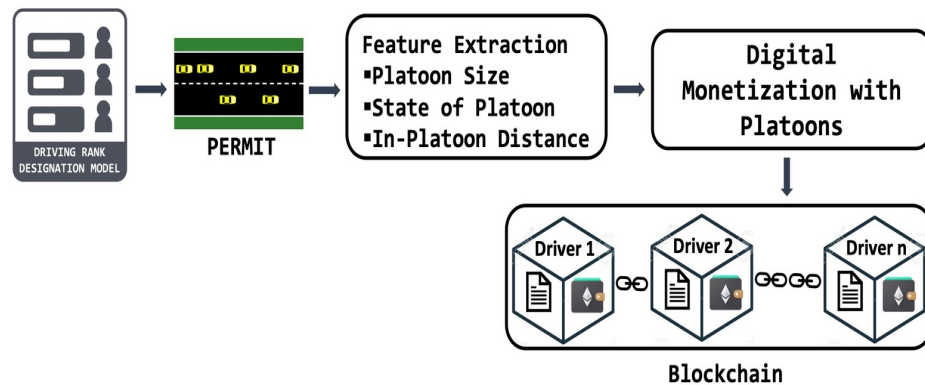 DRIVING RANK
DESIGNATION MODEL
PERMIT
Feature Extraction
▪Platoon Size
▪State of Platoon
▪In-Platoon Distance
Digital
Monetization with
Platoons
Driver 1
Driver 2
Driver n
Blockchain